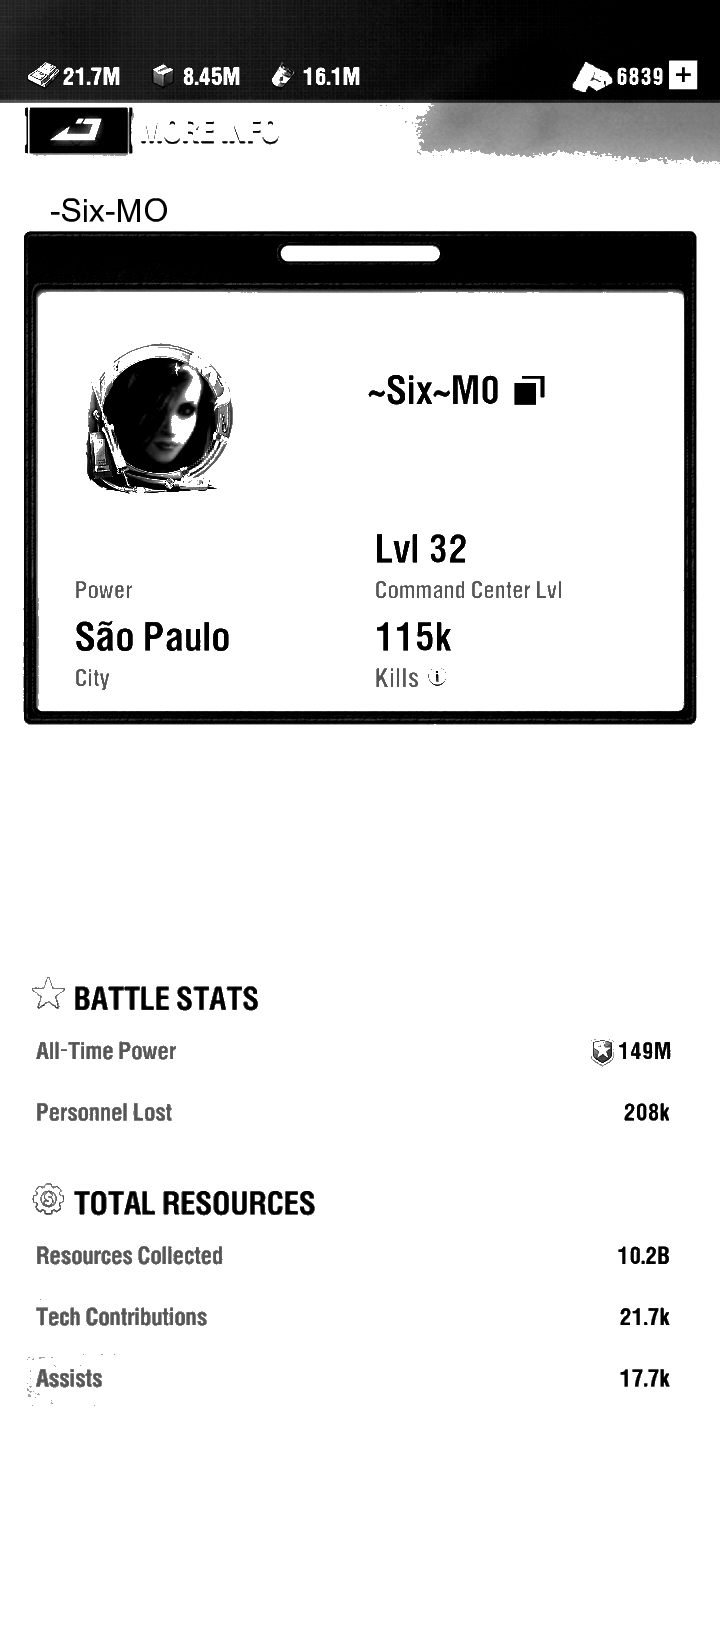 21.7M 8.45M 16.1M 6839 +
MORE INFO
-Six-MO
~Six~M0
Lvl 32
Power Command Center Lvl
São Paulo 115k
City Kills i
BATTLE STATS
All-Time Power 149M
Personnel Lost 208k
TOTAL RESOURCES
Resources Collected 10.2B
Tech Contributions 21.7k
Assists 17.7k